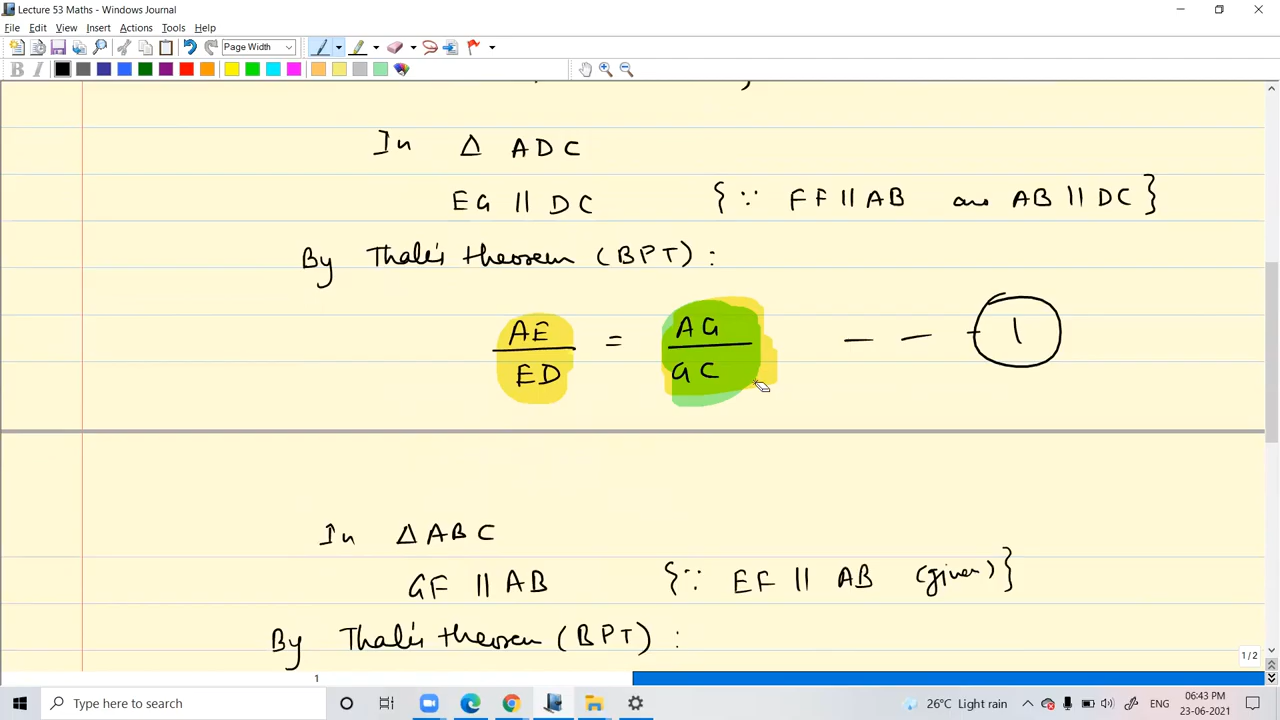 Lecture 53 Maths - Windows Journal
File Edit View Insert Actions Tools Help
Page Width
B I
In Δ ADC
EG || DC { ∵ FF || AB and AB || DC }
By Thale's theorem (BPT) :
AE/ED = AG/GC - - - 1
In Δ ABC
GF || AB { ∵ EF || AB (given) }
By Thale's theorem (BPT) :
1/2
1
Type here to search
26°C Light rain ENG 06:43 PM 23-06-2021